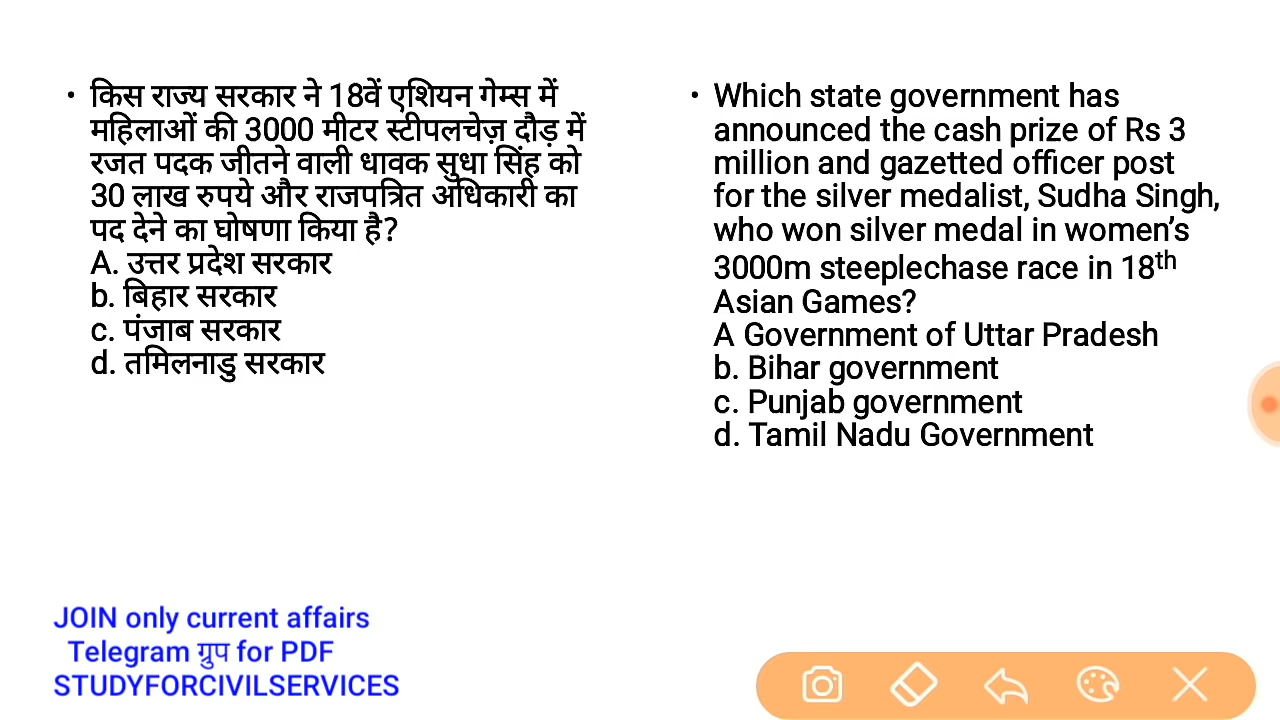 • किस राज्य सरकार ने 18वें एशियन गेम्स में
महिलाओं की 3000 मीटर स्टीपलचेज़ दौड़ में
रजत पदक जीतने वाली धावक सुधा सिंह को
30 लाख रुपये और राजपत्रित अधिकारी का
पद देने का घोषणा किया है?
A. उत्तर प्रदेश सरकार
b. बिहार सरकार
c. पंजाब सरकार
d. तमिलनाडु सरकार
• Which state government has
announced the cash prize of Rs 3
million and gazetted officer post
for the silver medalist, Sudha Singh,
who won silver medal in women’s
3000m steeplechase race in 18th
Asian Games?
A Government of Uttar Pradesh
b. Bihar government
c. Punjab government
d. Tamil Nadu Government
JOIN only current affairs
Telegram ग्रुप for PDF
STUDYFORCIVILSERVICES